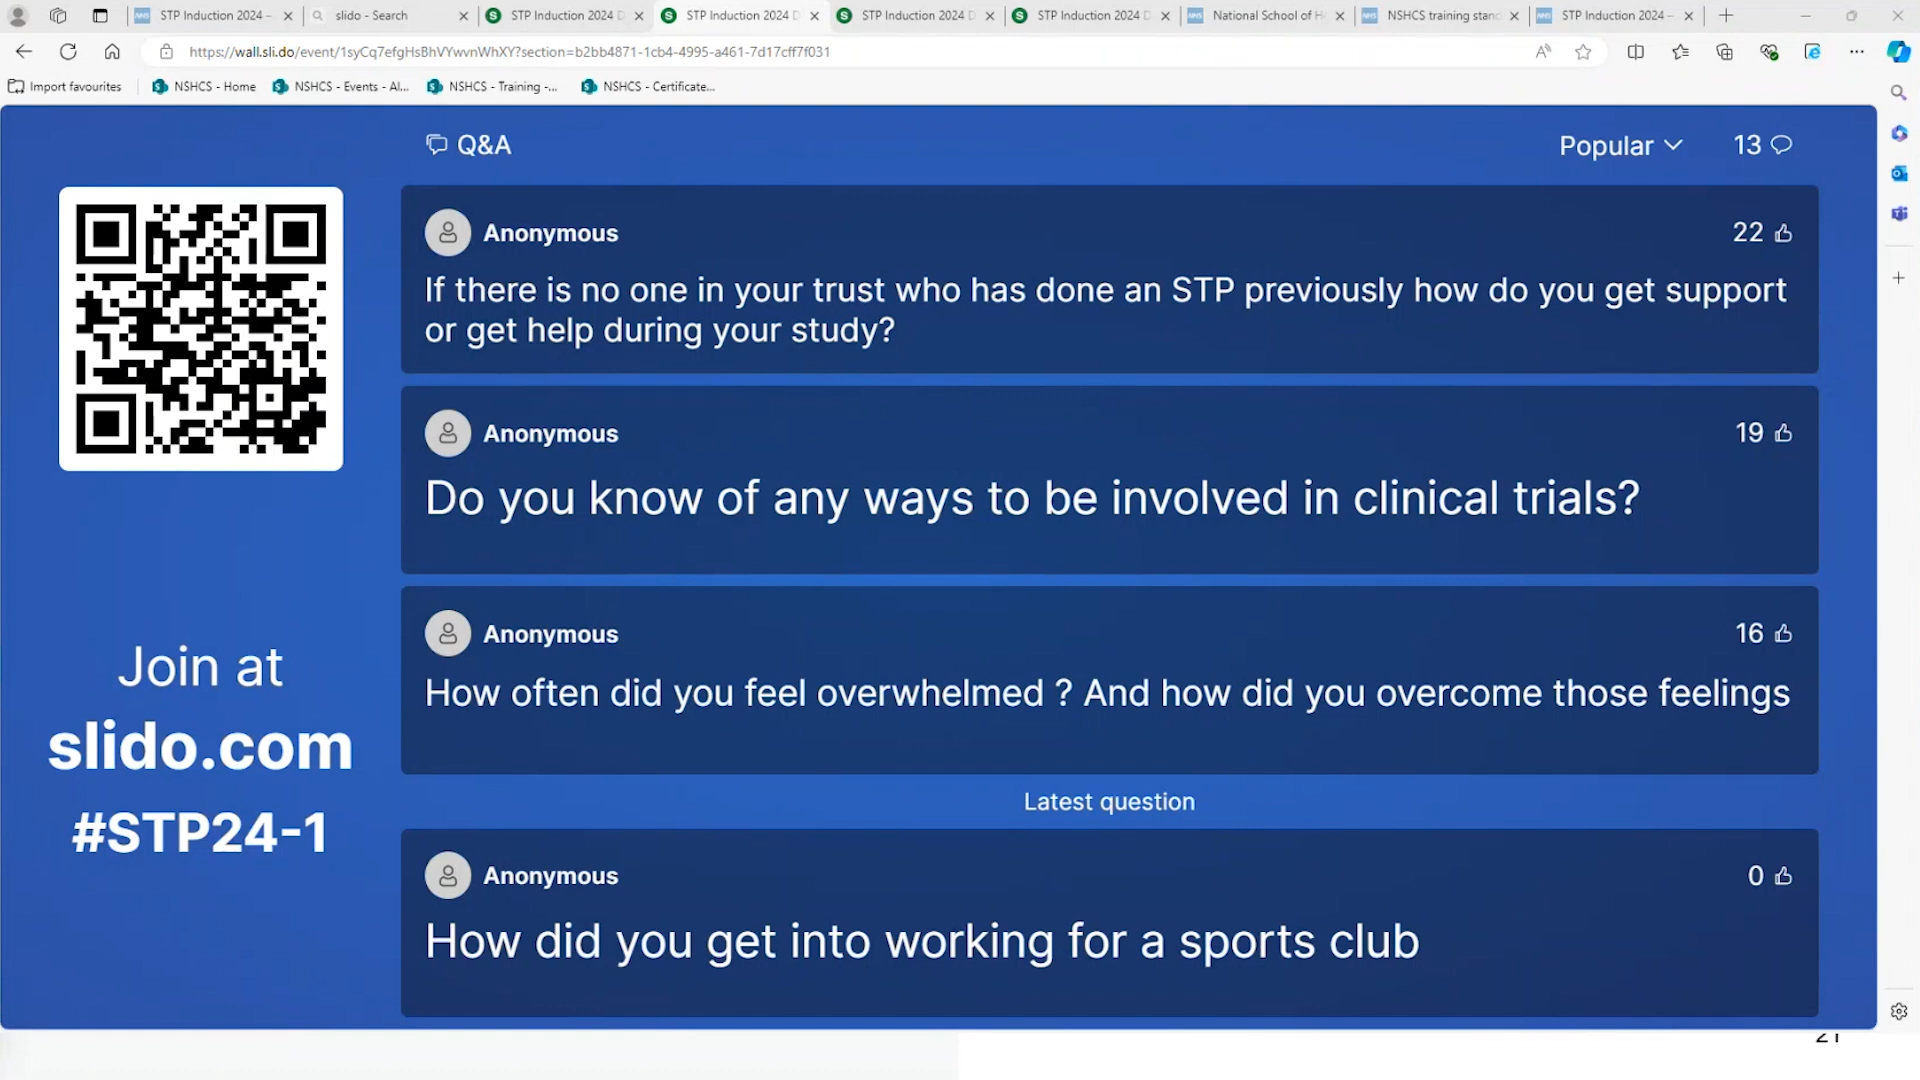 STP Induction 2024 –
slido - Search
STP Induction 2024 D
STP Induction 2024 D
STP Induction 2024 D
STP Induction 2024 D
National School of H
NSHCS training stan
STP Induction 2024 –
https://wall.sli.do/event/1syCq7efgHsBhVYwvnWhXY?section=b2bb4871-1cb4-4995-a461-7d17cff7f031
Import favourites
NSHCS - Home
NSHCS - Events - Al...
NSHCS - Training -...
NSHCS - Certificate...
Q&A
Popular
13
Anonymous
22
If there is no one in your trust who has done an STP previously how do you get support
or get help during your study?
Anonymous
19
Do you know of any ways to be involved in clinical trials?
Anonymous
16
How often did you feel overwhelmed ? And how did you overcome those feelings
Join at
slido.com
#STP24-1
Latest question
Anonymous
0
How did you get into working for a sports club
21